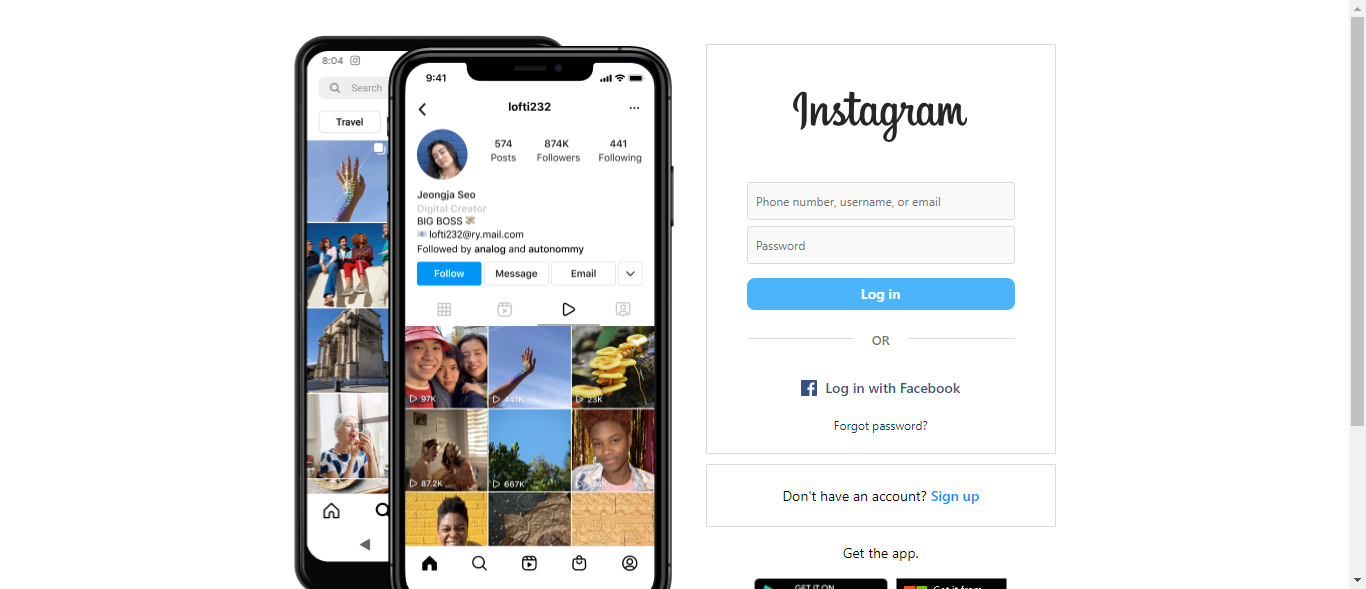 8:04
Search
Travel
9:41
lofti232
574 874K 441
Posts Followers Following
Jeongja Seo
Digital Creator
BIG BOSS
lofti232@ry.mail.com
Followed by analog and autonommy
Follow Message Email
97K 441K 23K
87.2K 667K
Instagram
Phone number, username, or email
Password
Log in
OR
Log in with Facebook
Forgot password?
Don't have an account? Sign up
Get the app.
GET IT ON
Get it from